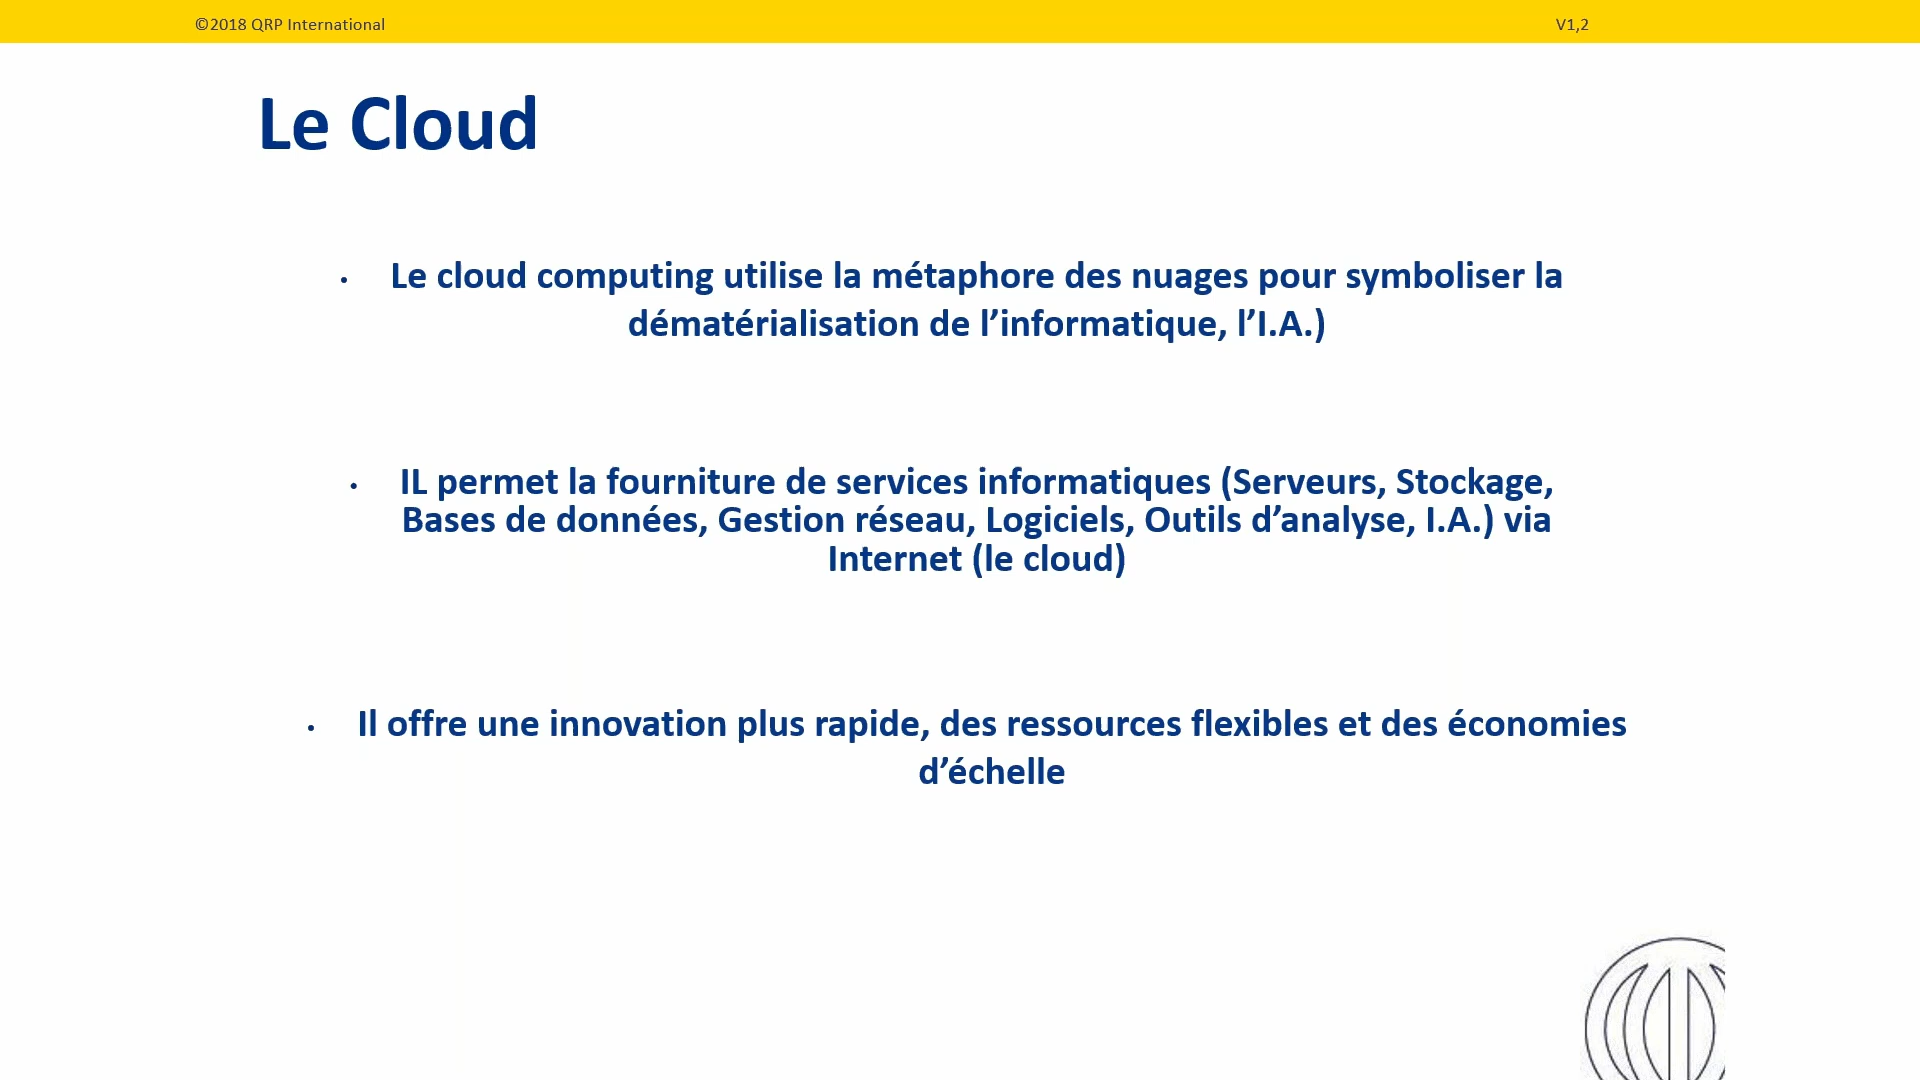 ©2018 QRP International
V1,2
Le Cloud
• Le cloud computing utilise la métaphore des nuages pour symboliser la
dématérialisation de l’informatique, l’I.A.)
• IL permet la fourniture de services informatiques (Serveurs, Stockage,
Bases de données, Gestion réseau, Logiciels, Outils d’analyse, I.A.) via
Internet (le cloud)
• Il offre une innovation plus rapide, des ressources flexibles et des économies
d’échelle